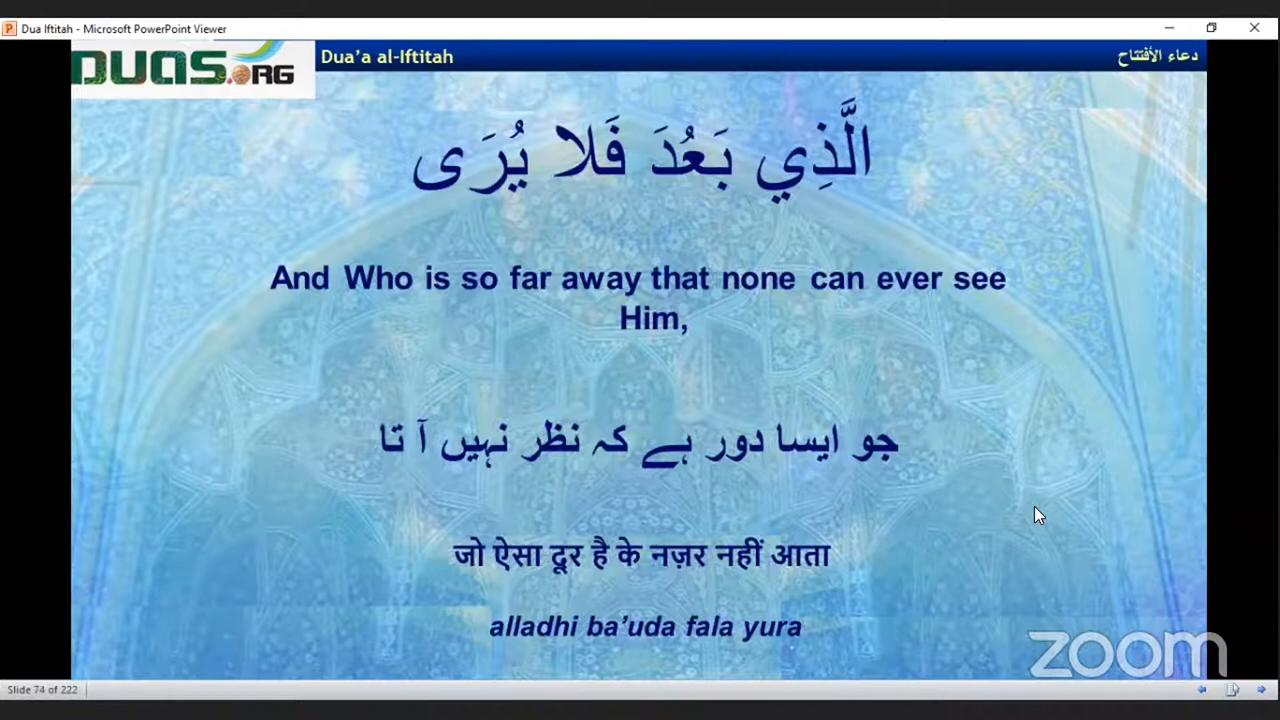 Dua Iftitah - Microsoft PowerPoint Viewer
DUAS.ORG
Dua’a al-Iftitah
دعاء الأفتتاح
الَّذِي بَعُدَ فَلا يُرَى
And Who is so far away that none can ever see
Him,
جو ایسا دور ہے کہ نظر نہیں آ تا
जो ऐसा दूर है के नज़र नहीं आता
alladhi ba’uda fala yura
zoom
Slide 74 of 222